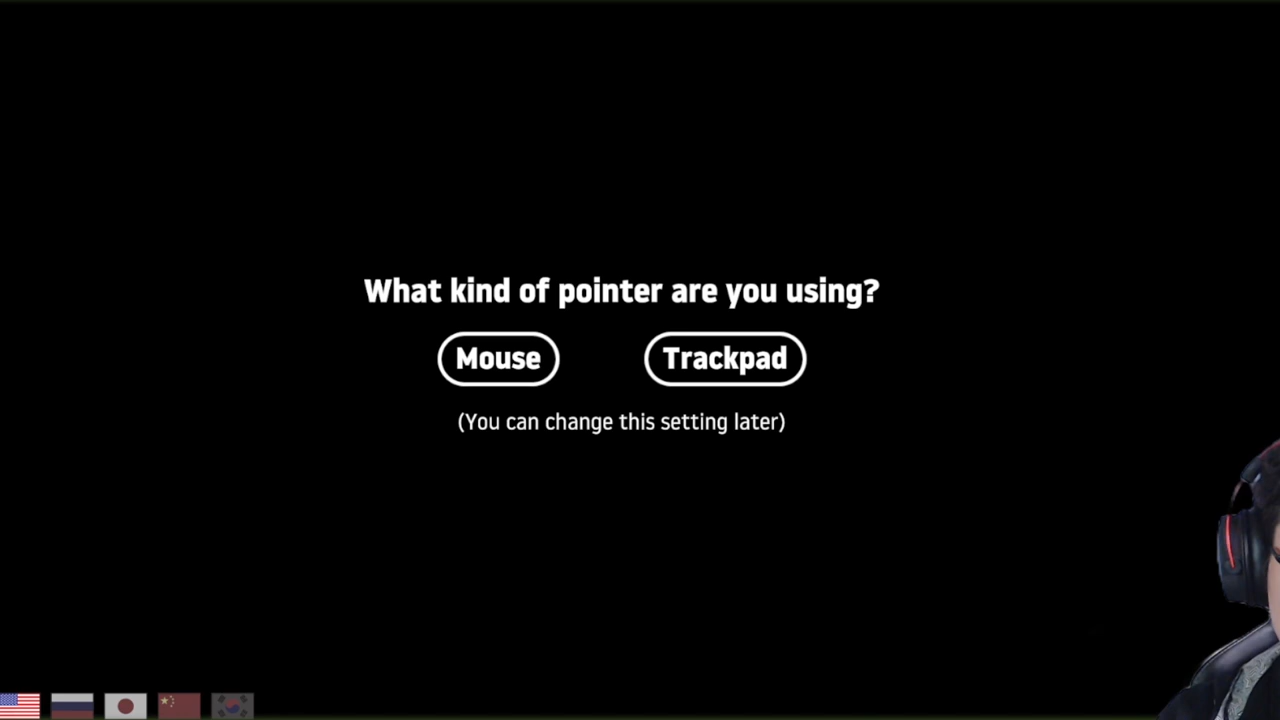 What kind of pointer are you using?
Mouse Trackpad
(You can change this setting later)